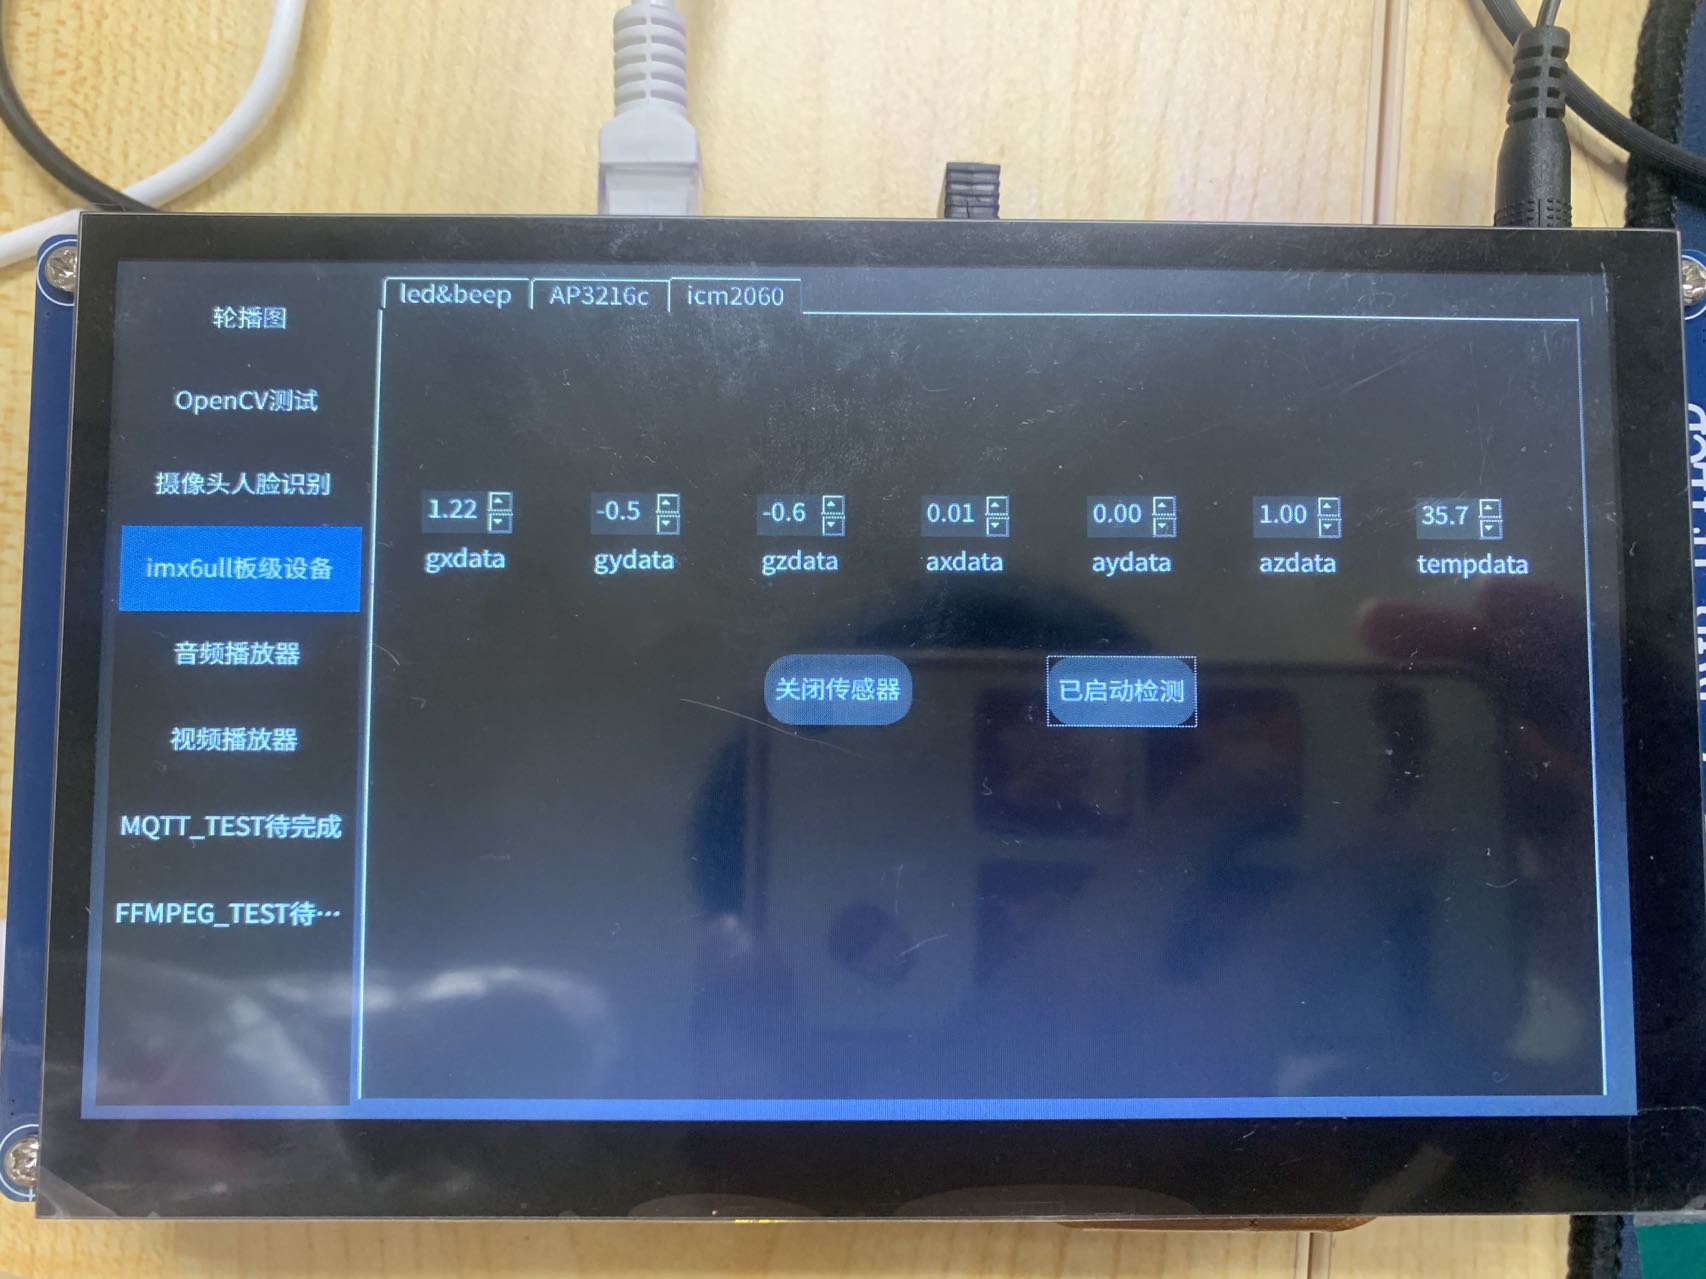 轮播图
OpenCV测试
摄像头人脸识别
imx6ull板级设备
音频播放器
视频播放器
MQTT_TEST待完成
FFMPEG_TEST待…
led&beep AP3216c icm2060
1.22 -0.5 -0.6 0.01 0.00 1.00 35.7
gxdata gydata gzdata axdata aydata azdata tempdata
关闭传感器 已启动检测